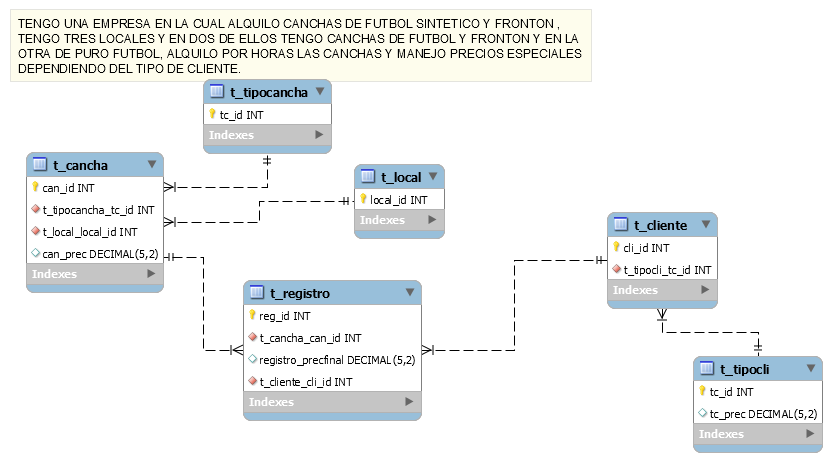 TENGO UNA EMPRESA EN LA CUAL ALQUILO CANCHAS DE FUTBOL SINTETICO Y FRONTON ,
TENGO TRES LOCALES Y EN DOS DE ELLOS TENGO CANCHAS DE FUTBOL Y FRONTON Y EN LA
OTRA DE PURO FUTBOL, ALQUILO POR HORAS LAS CANCHAS Y MANEJO PRECIOS ESPECIALES
DEPENDIENDO DEL TIPO DE CLIENTE.
t_tipocancha
tc_id INT
Indexes
t_cancha
can_id INT
t_tipocancha_tc_id INT
t_local_local_id INT
can_prec DECIMAL(5,2)
Indexes
t_local
local_id INT
Indexes
t_cliente
cli_id INT
t_tipocli_tc_id INT
Indexes
t_registro
reg_id INT
t_cancha_can_id INT
registro_precfinal DECIMAL(5,2)
t_cliente_cli_id INT
Indexes
t_tipocli
tc_id INT
tc_prec DECIMAL(5,2)
Indexes